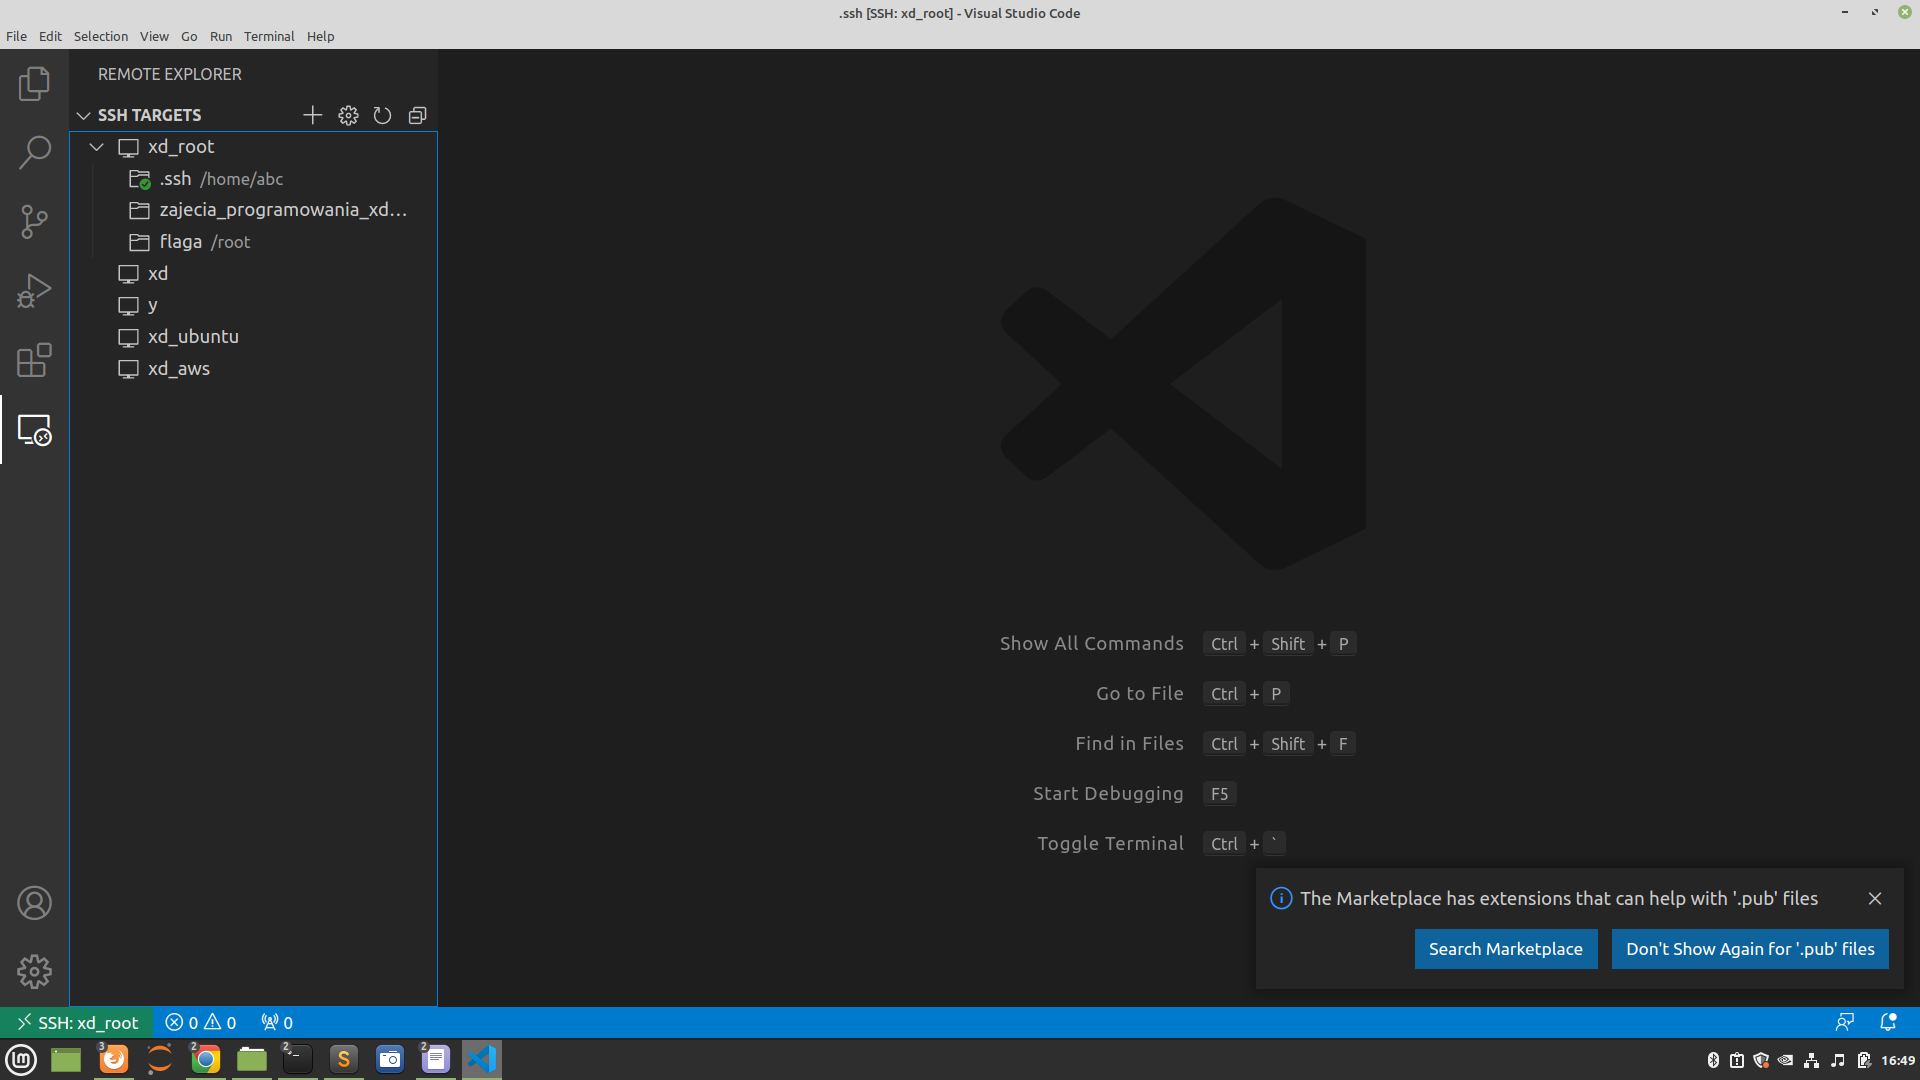 .ssh [SSH: xd_root] - Visual Studio Code
File Edit Selection View Go Run Terminal Help
REMOTE EXPLORER
SSH TARGETS
xd_root
.ssh /home/abc
zajecia_programowania_xd...
flaga /root
xd
y
xd_ubuntu
xd_aws
Show All Commands Ctrl + Shift + P
Go to File Ctrl + P
Find in Files Ctrl + Shift + F
Start Debugging F5
Toggle Terminal Ctrl + `
The Marketplace has extensions that can help with '.pub' files
Search Marketplace Don't Show Again for '.pub' files
SSH: xd_root 0 0 0
3 2 2 S 2 16:49